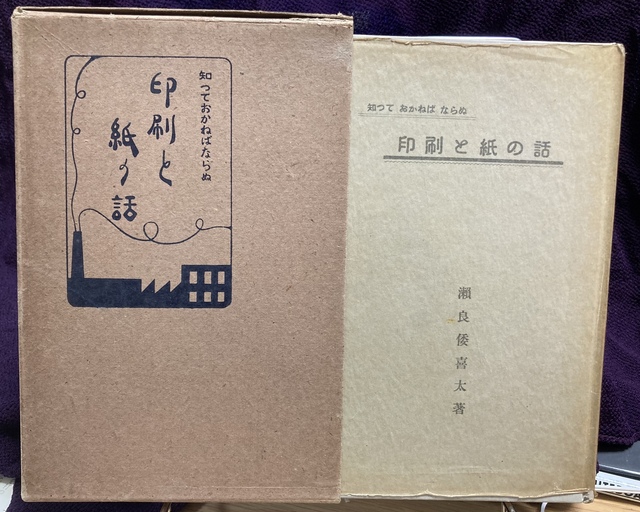 知つておかねばならぬ
印刷と
紙の話
知つて おかねば ならぬ
印刷と紙の話
瀬良倭喜太著